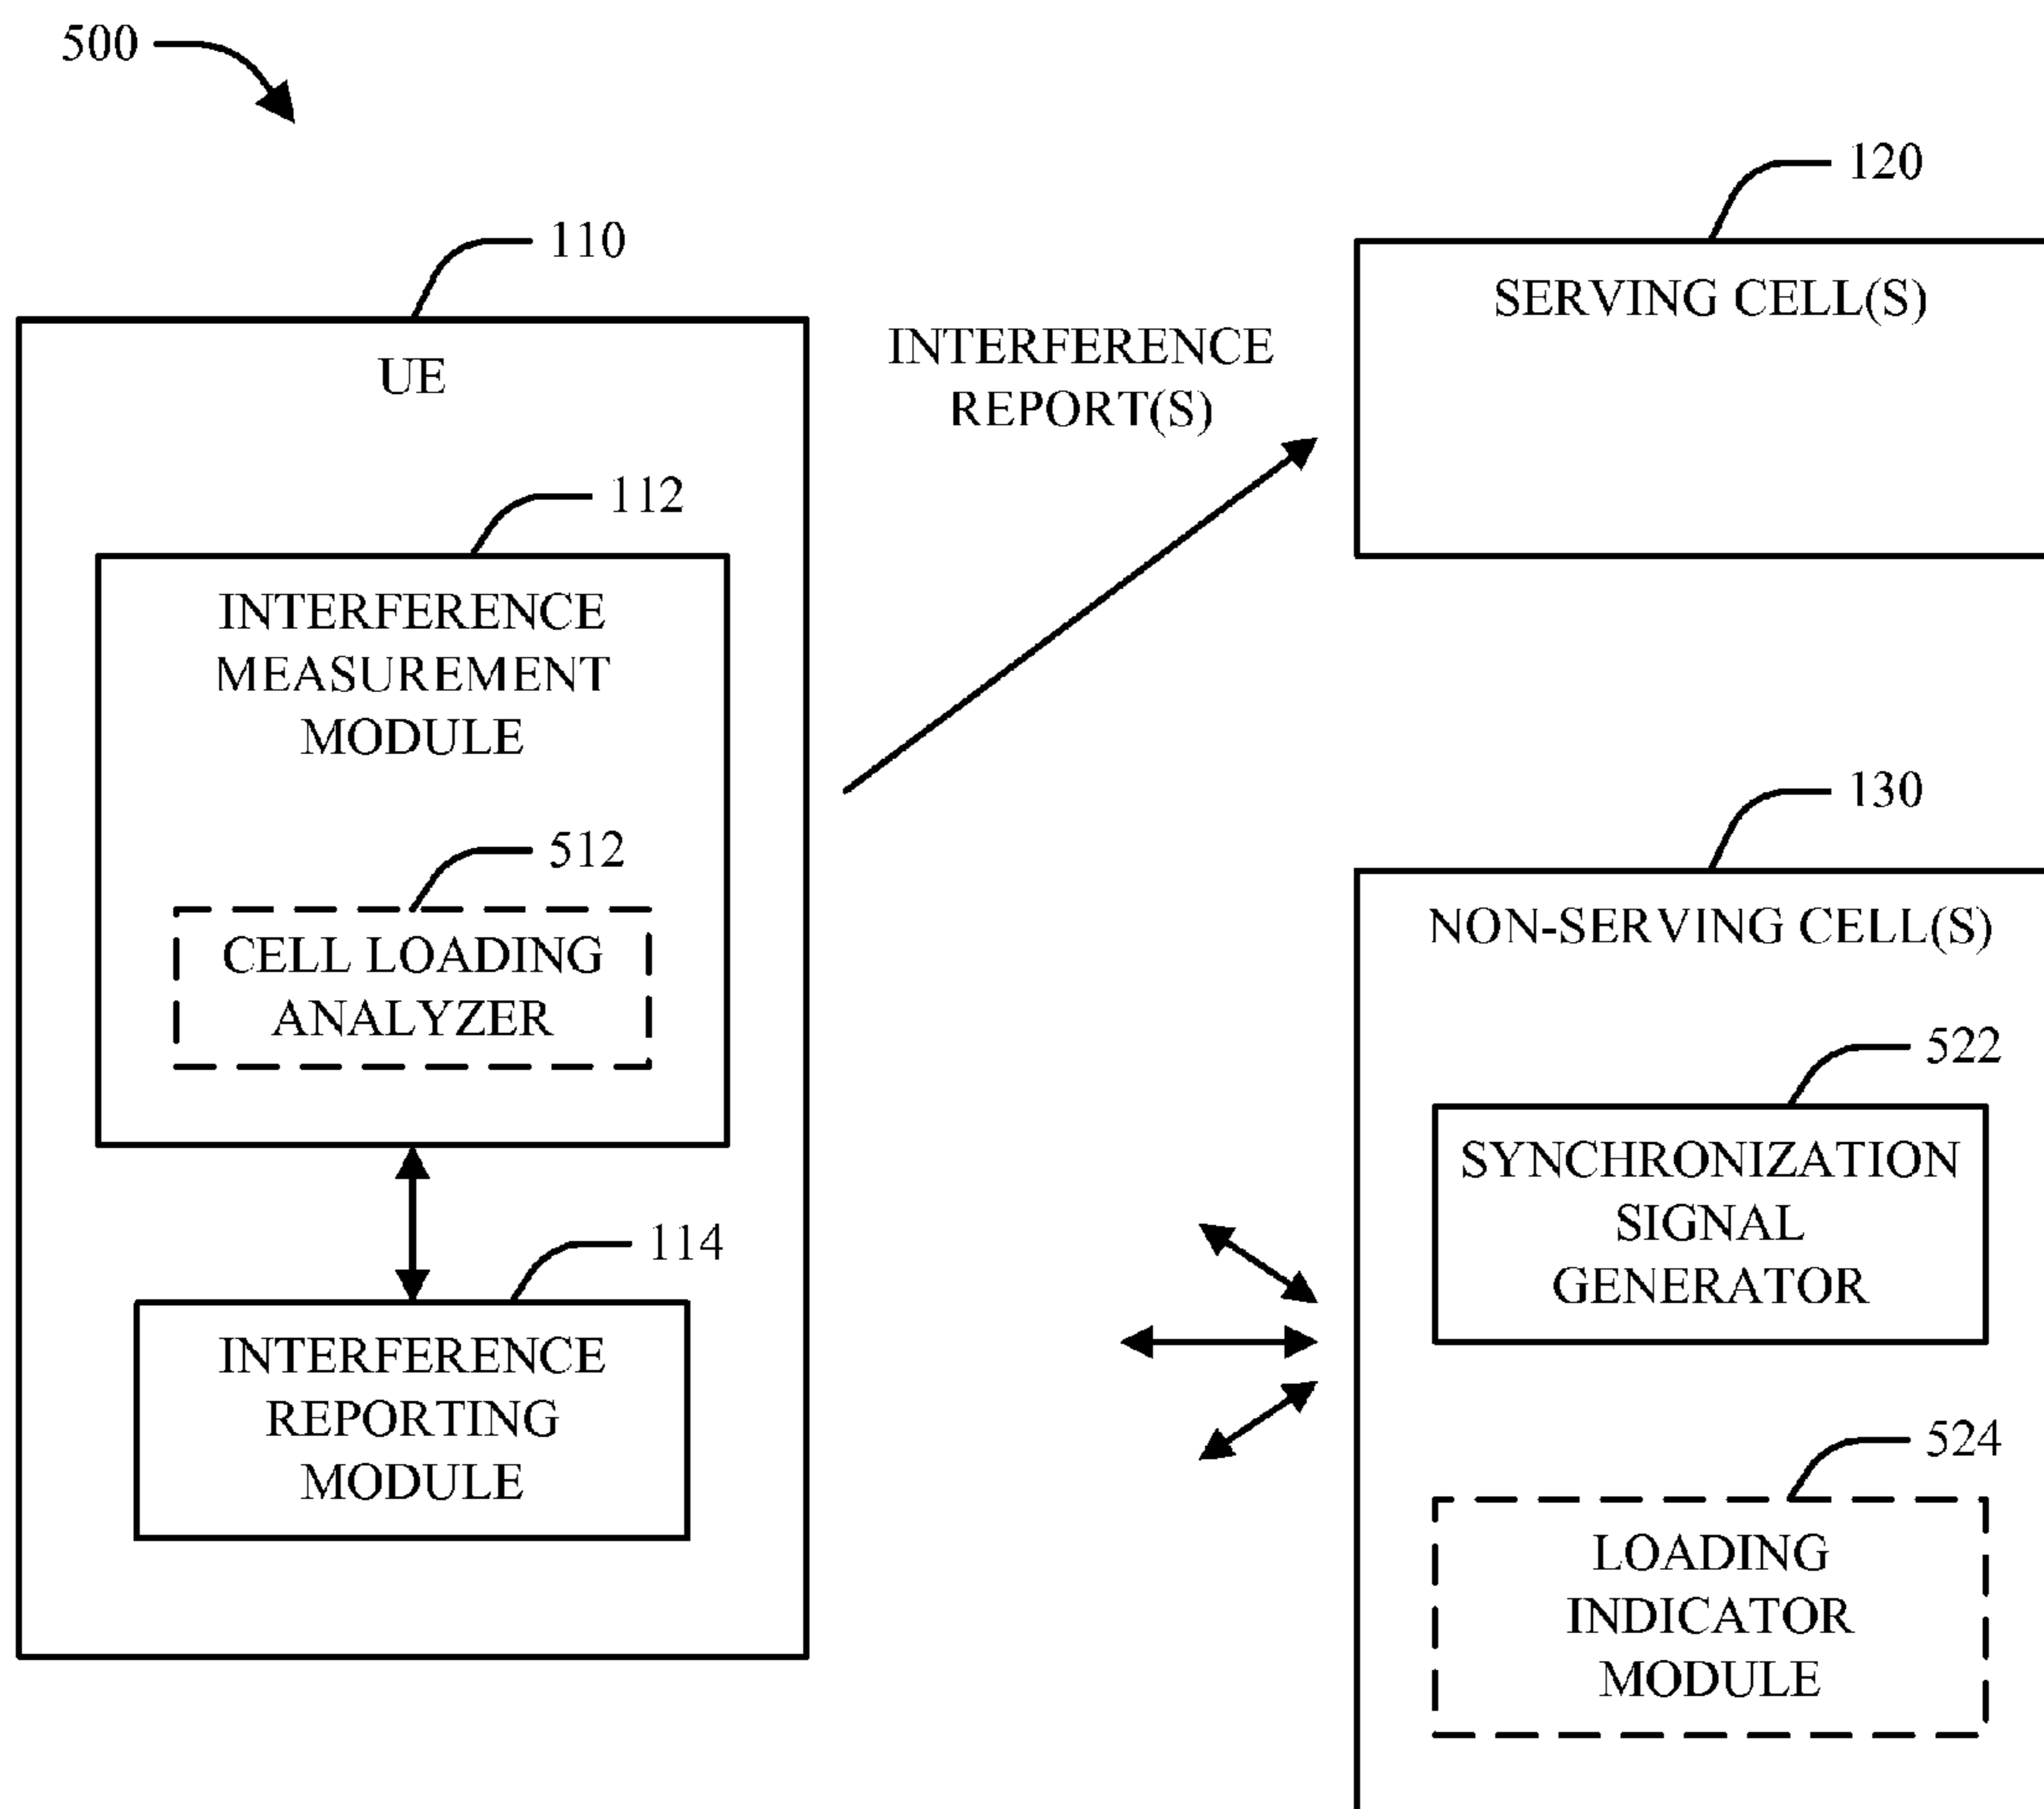 500
120
110
SERVING CELL(S)
UE
INTERFERENCE
REPORT(S)
112
INTERFERENCE
MEASUREMENT
MODULE
130
512
NON-SERVING CELL(S)
CELL LOADING
ANALYZER
522
SYNCHRONIZATION
SIGNAL
GENERATOR
114
INTERFERENCE
REPORTING
MODULE
524
LOADING
INDICATOR
MODULE